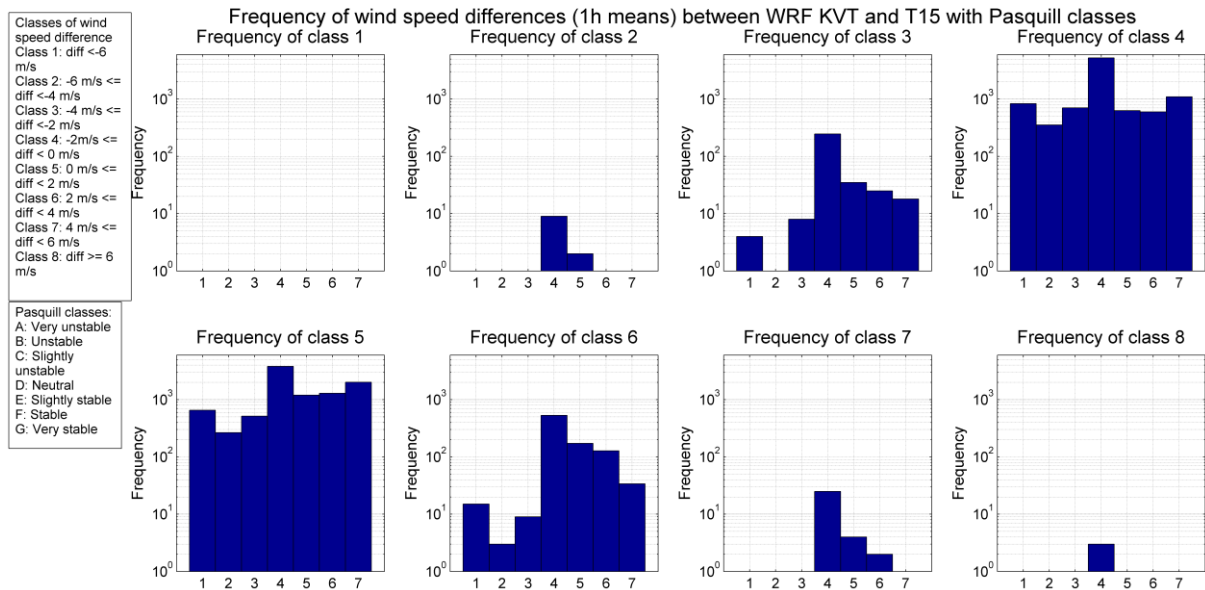 Frequency of wind speed differences (1h means) between WRF KVT and T15 with Pasquill classes
Classes of wind
speed difference
Class 1: diff <-6
m/s
Class 2: -6 m/s <=
diff <-4 m/s
Class 3: -4 m/s <=
diff <-2 m/s
Class 4: -2m/s <=
diff < 0 m/s
Class 5: 0 m/s <=
diff < 2 m/s
Class 6: 2 m/s <=
diff < 4 m/s
Class 7: 4 m/s <=
diff < 6 m/s
Class 8: diff >= 6
m/s
Pasquill classes:
A: Very unstable
B: Unstable
C: Slightly
unstable
D: Neutral
E: Slightly stable
F: Stable
G: Very stable
Frequency of class 1
Frequency
10³
10²
10¹
10⁰
1 2 3 4 5 6 7
Frequency of class 2
Frequency
10³
10²
10¹
10⁰
1 2 3 4 5 6 7
Frequency of class 3
Frequency
10³
10²
10¹
10⁰
1 2 3 4 5 6 7
Frequency of class 4
Frequency
10³
10²
10¹
10⁰
1 2 3 4 5 6 7
Frequency of class 5
Frequency
10³
10²
10¹
10⁰
1 2 3 4 5 6 7
Frequency of class 6
Frequency
10³
10²
10¹
10⁰
1 2 3 4 5 6 7
Frequency of class 7
Frequency
10³
10²
10¹
10⁰
1 2 3 4 5 6 7
Frequency of class 8
Frequency
10³
10²
10¹
10⁰
1 2 3 4 5 6 7